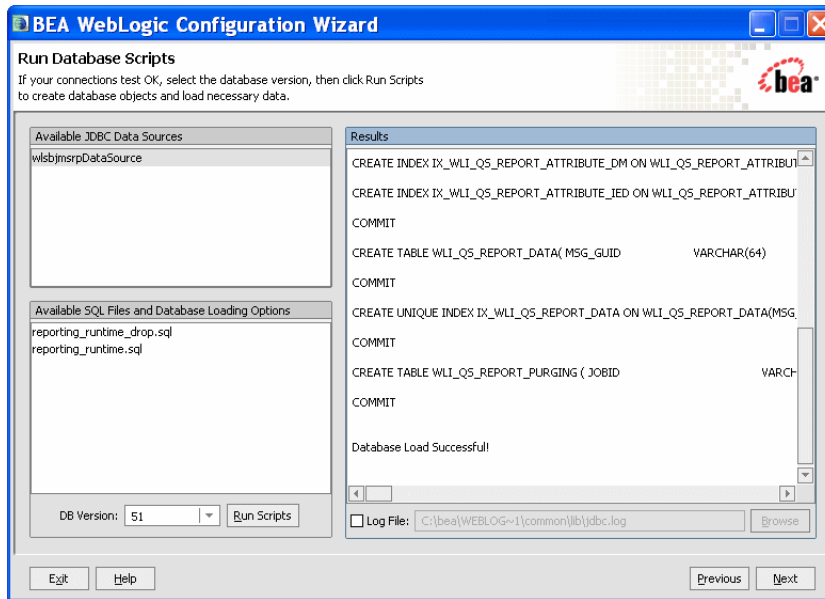 BEA WebLogic Configuration Wizard
Run Database Scripts
If your connections test OK, select the database version, then click Run Scripts
to create database objects and load necessary data.
bea
Available JDBC Data Sources
wlsbjmsrpDataSource
Available SQL Files and Database Loading Options
reporting_runtime_drop.sql
reporting_runtime.sql
DB Version: 51 Run Scripts
Results
CREATE INDEX IX_WLI_QS_REPORT_ATTRIBUTE_DM ON WLI_QS_REPORT_ATTRIBUT
CREATE INDEX IX_WLI_QS_REPORT_ATTRIBUTE_IED ON WLI_QS_REPORT_ATTRIBU
COMMIT
CREATE TABLE WLI_QS_REPORT_DATA( MSG_GUID VARCHAR(64)
COMMIT
CREATE UNIQUE INDEX IX_WLI_QS_REPORT_DATA ON WLI_QS_REPORT_DATA(MSG_
COMMIT
CREATE TABLE WLI_QS_REPORT_PURGING ( JOBID VARCH
COMMIT
Database Load Successful!
Log File: C:\bea\WEBLOG~1\common\lib\jdbc.log Browse
Exit Help Previous Next